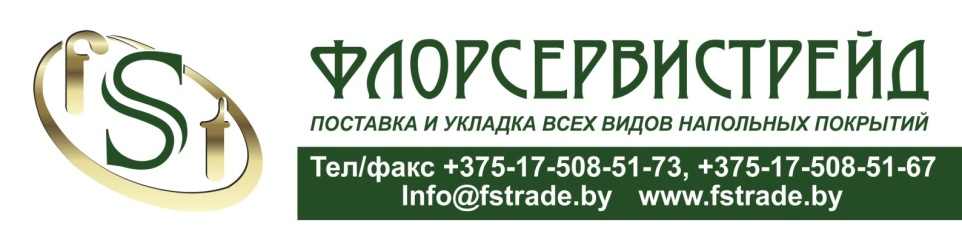 fSt
ФЛОРСЕРВИСТРЕЙД
ПОСТАВКА И УКЛАДКА ВСЕХ ВИДОВ НАПОЛЬНЫХ ПОКРЫТИЙ
Тел/факс +375-17-508-51-73, +375-17-508-51-67
Info@fstrade.by www.fstrade.by